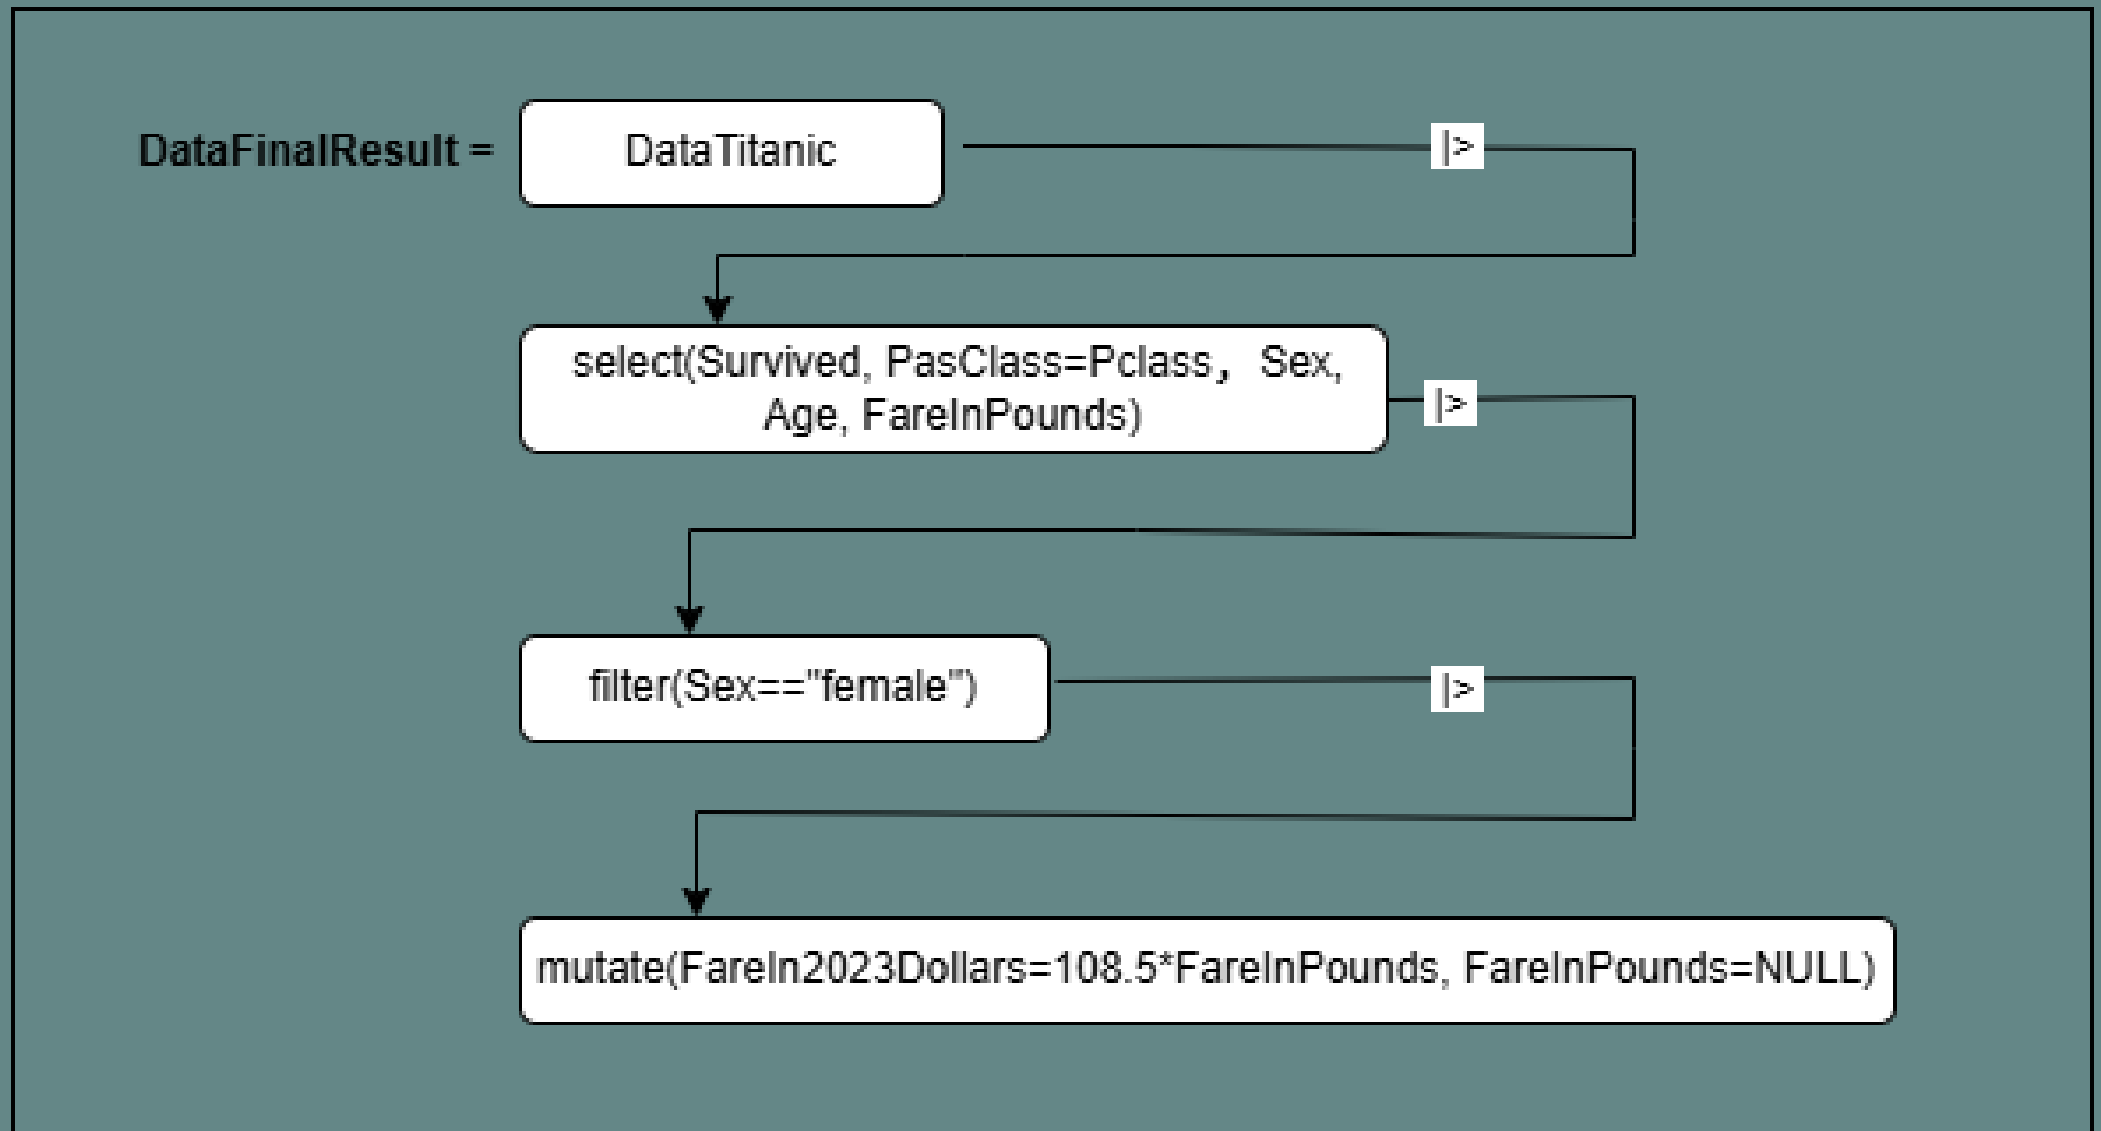 DataFinalResult = DataTitanic |>
select(Survived, PasClass=Pclass,  Sex,
Age, FareInPounds) |>
filter(Sex=="female") |>
mutate(FareIn2023Dollars=108.5*FareInPounds, FareInPounds=NULL)